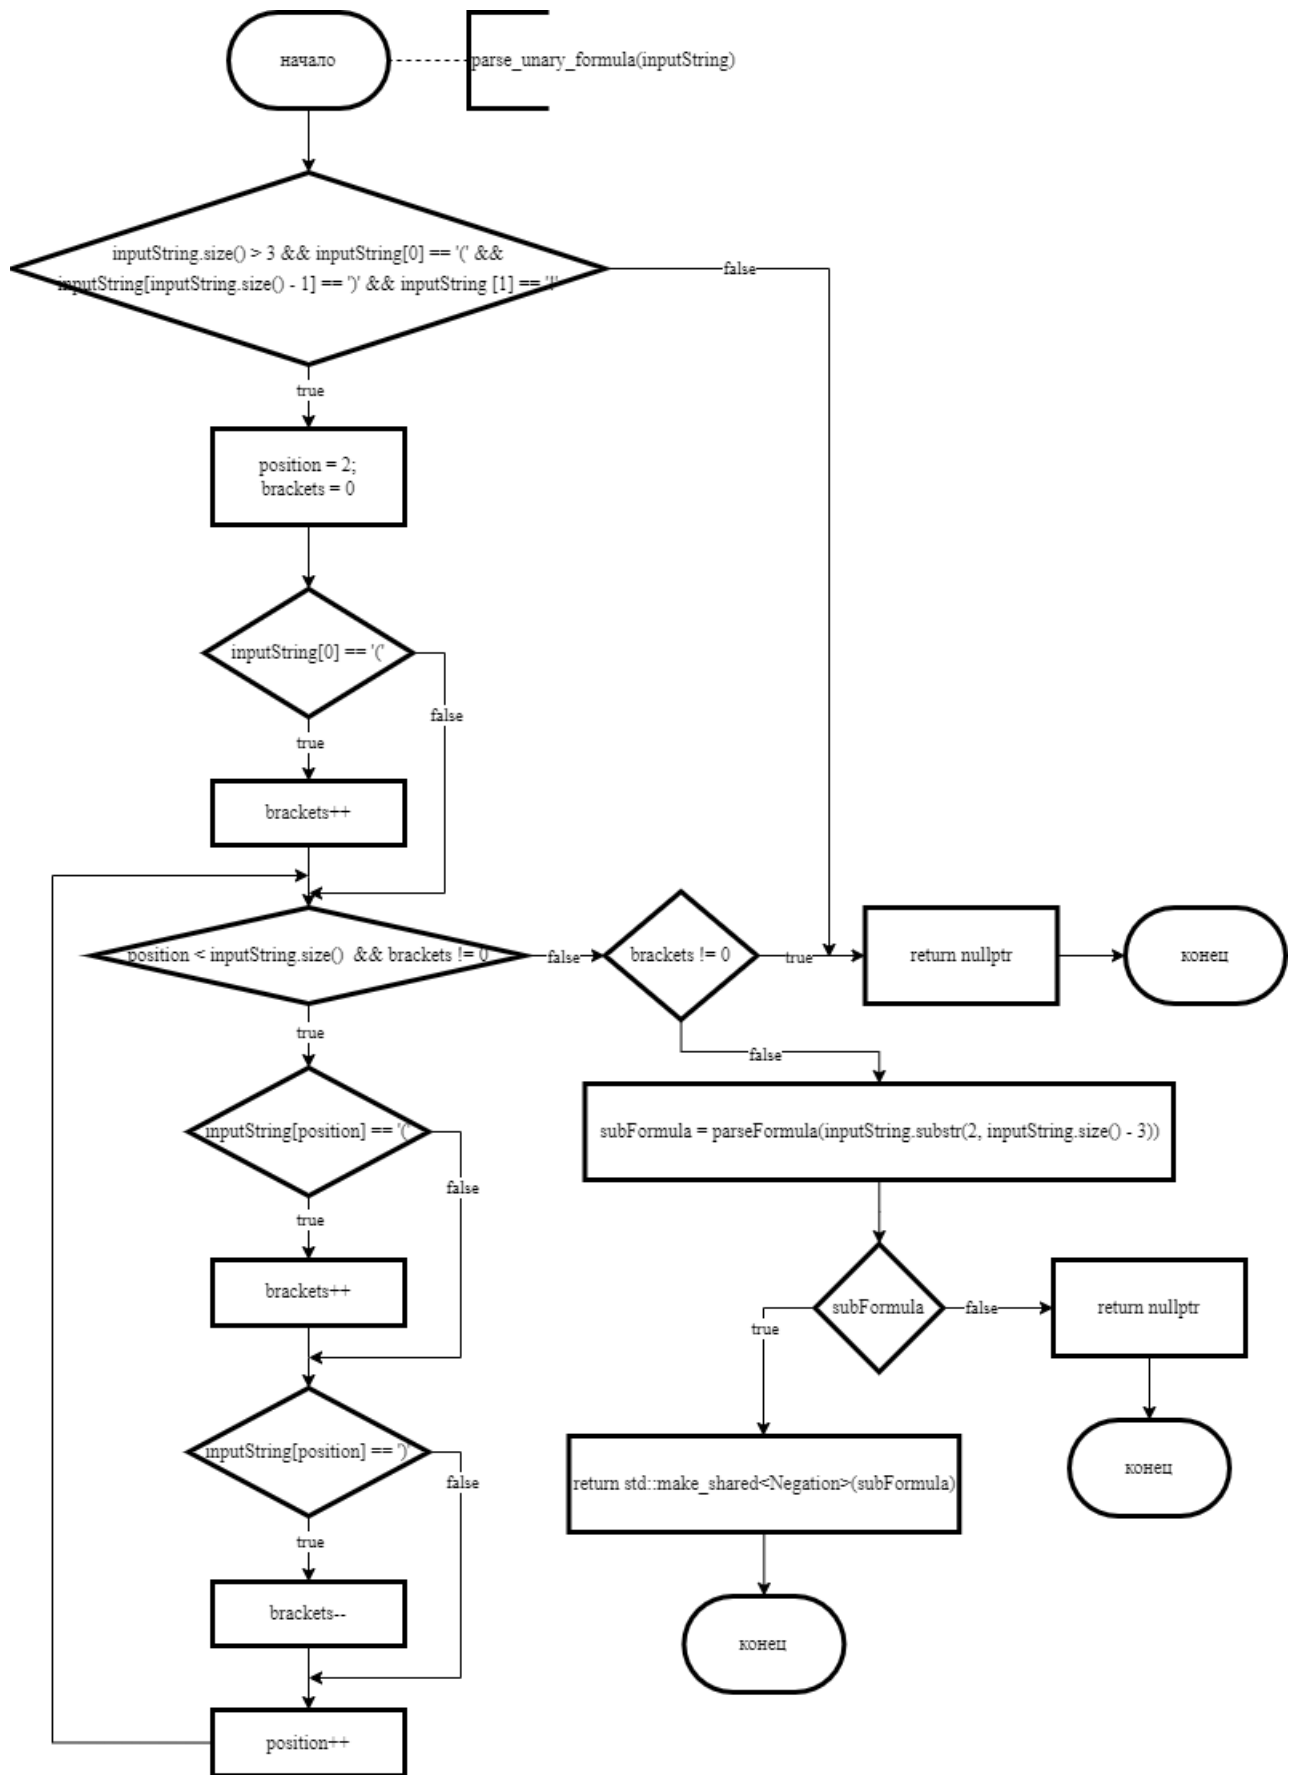 начало
parse_unary_formula(inputString)
inputString.size() > 3 && inputString[0] == '(' &&
inputString[inputString.size() - 1] == ')' && inputString [1] == '!'
false
true
position = 2;
brackets = 0
inputString[0] == '('
false
true
brackets++
position < inputString.size() && brackets != 0
false
brackets != 0
true
return nullptr
конец
true
false
inputString[position] == '('
subFormula = parseFormula(inputString.substr(2, inputString.size() - 3))
false
true
brackets++
subFormula
false
return nullptr
true
inputString[position] == ')'
false
return std::make_shared<Negation>(subFormula)
конец
true
brackets--
конец
position++